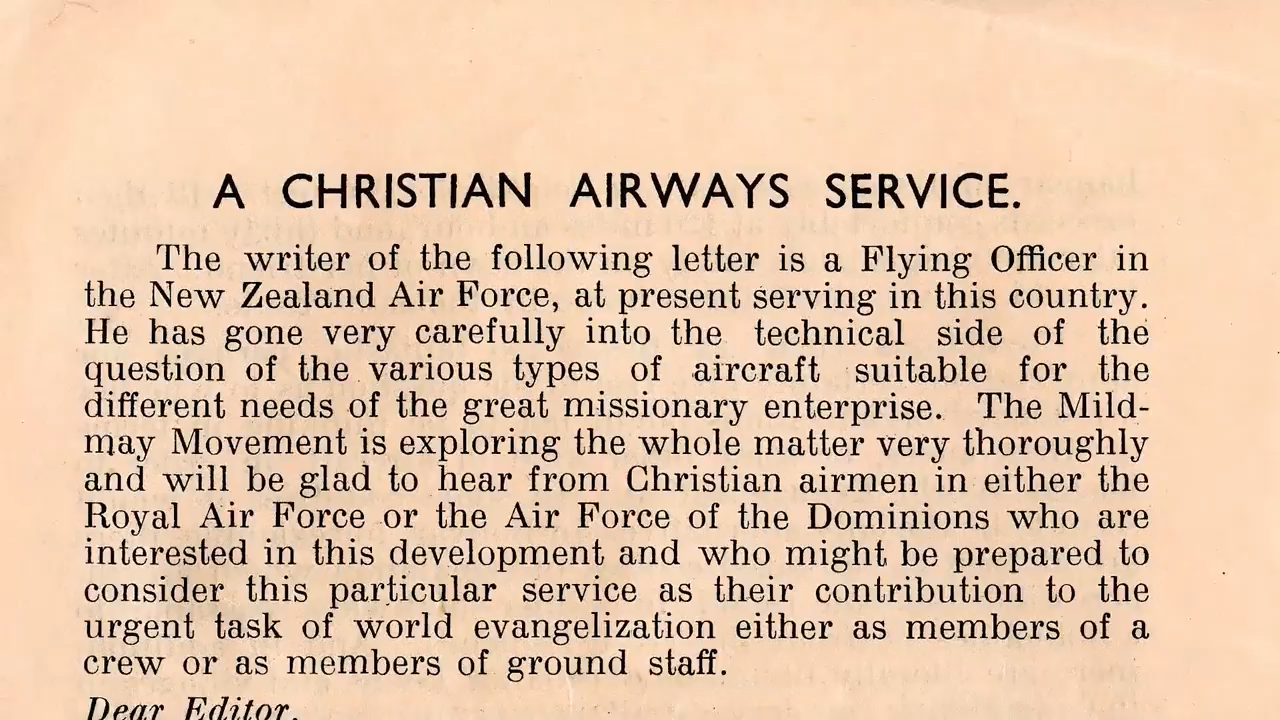 A CHRISTIAN AIRWAYS SERVICE.
The writer of the following letter is a Flying Officer in
the New Zealand Air Force, at present serving in this country.
He has gone very carefully into the technical side of the
question of the various types of aircraft suitable for the
different needs of the great missionary enterprise. The Mild-
may Movement is exploring the whole matter very thoroughly
and will be glad to hear from Christian airmen in either the
Royal Air Force or the Air Force of the Dominions who are
interested in this development and who might be prepared to
consider this particular service as their contribution to the
urgent task of world evangelization either as members of a
crew or as members of ground staff.
Dear Editor,